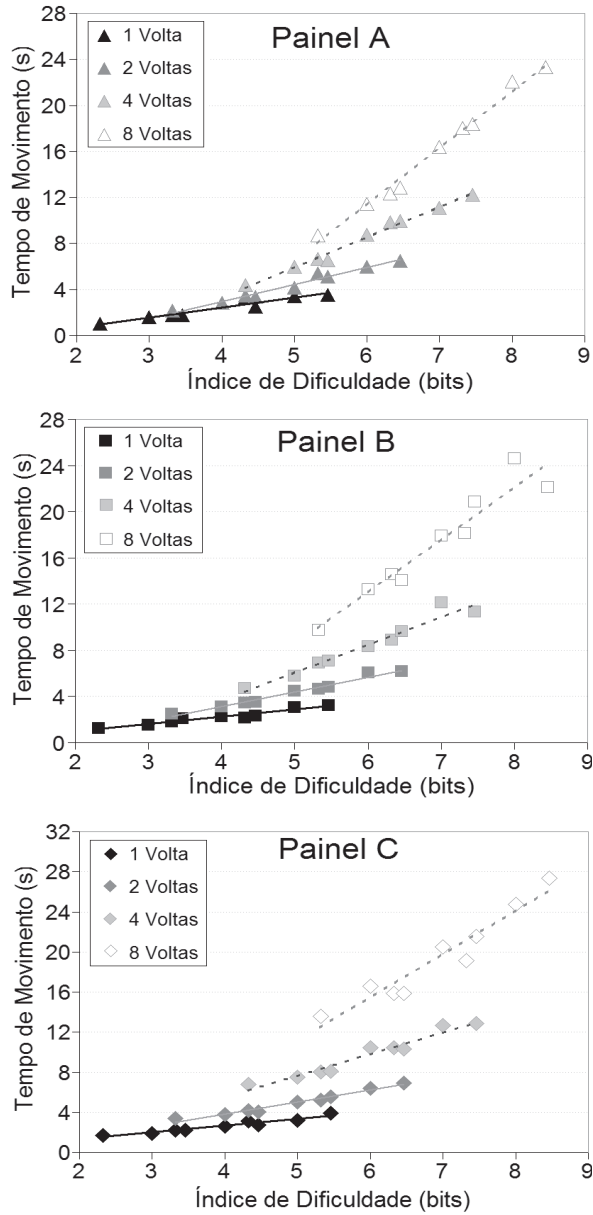 Painel A
1 Volta
2 Voltas
4 Voltas
8 Voltas
Tempo de Movimento (s)
28
24
20
16
12
8
4
0
2 3 4 5 6 7 8 9
Índice de Dificuldade (bits)
Painel B
1 Volta
2 Voltas
4 Voltas
8 Voltas
Tempo de Movimento (s)
28
24
20
16
12
8
4
0
2 3 4 5 6 7 8 9
Índice de Dificuldade (bits)
Painel C
1 Volta
2 Voltas
4 Voltas
8 Voltas
Tempo de Movimento (s)
32
28
24
20
16
12
8
4
0
2 3 4 5 6 7 8 9
Índice de Dificuldade (bits)